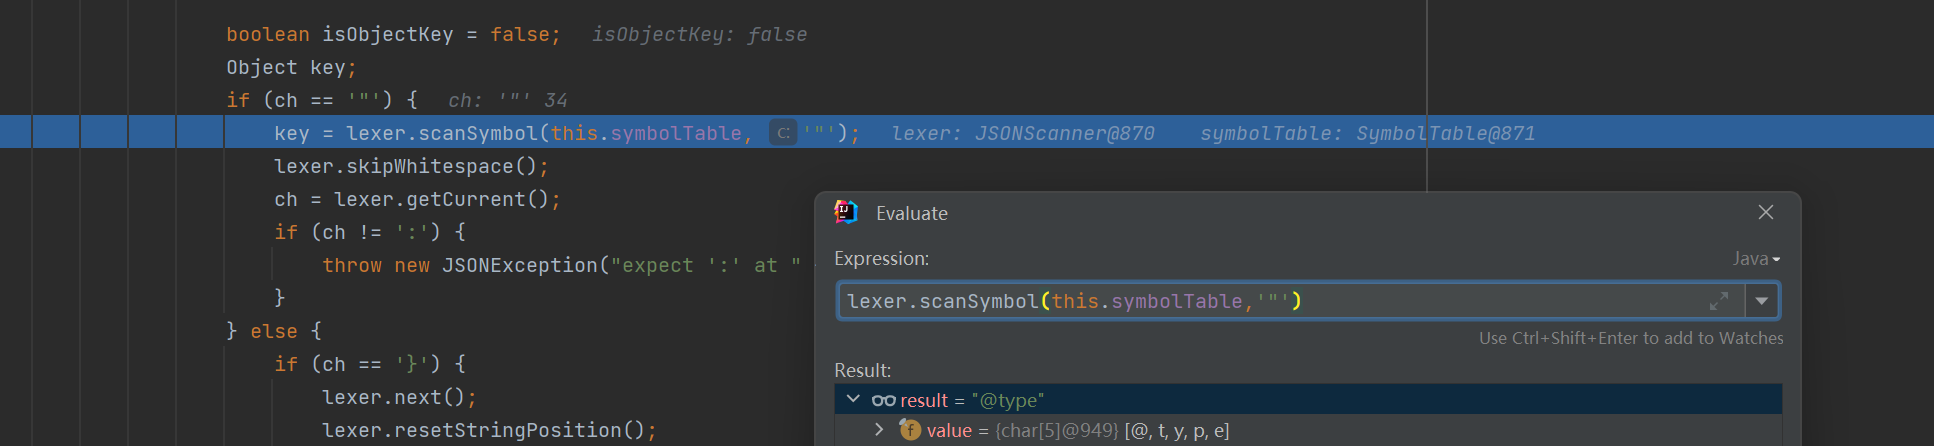 boolean isObjectKey = false;   isObjectKey: false
Object key;
if (ch == '"') {   ch: '"' 34
key = lexer.scanSymbol(this.symbolTable, C: '"');   lexer: JSONScanner@870   symbolTable: SymbolTable@871
lexer.skipWhitespace();
ch = lexer.getCurrent();
if (ch != ':') {
throw new JSONException("expect ':' at "
}
} else {
if (ch == '}') {
lexer.next();
lexer.resetStringPosition();
IJ Evaluate
Expression: Java
lexer.scanSymbol(this.symbolTable,'"')
Use Ctrl+Shift+Enter to add to Watches
Result:
result = "@type"
f value = {char[5]@949} [@, t, y, p, e]